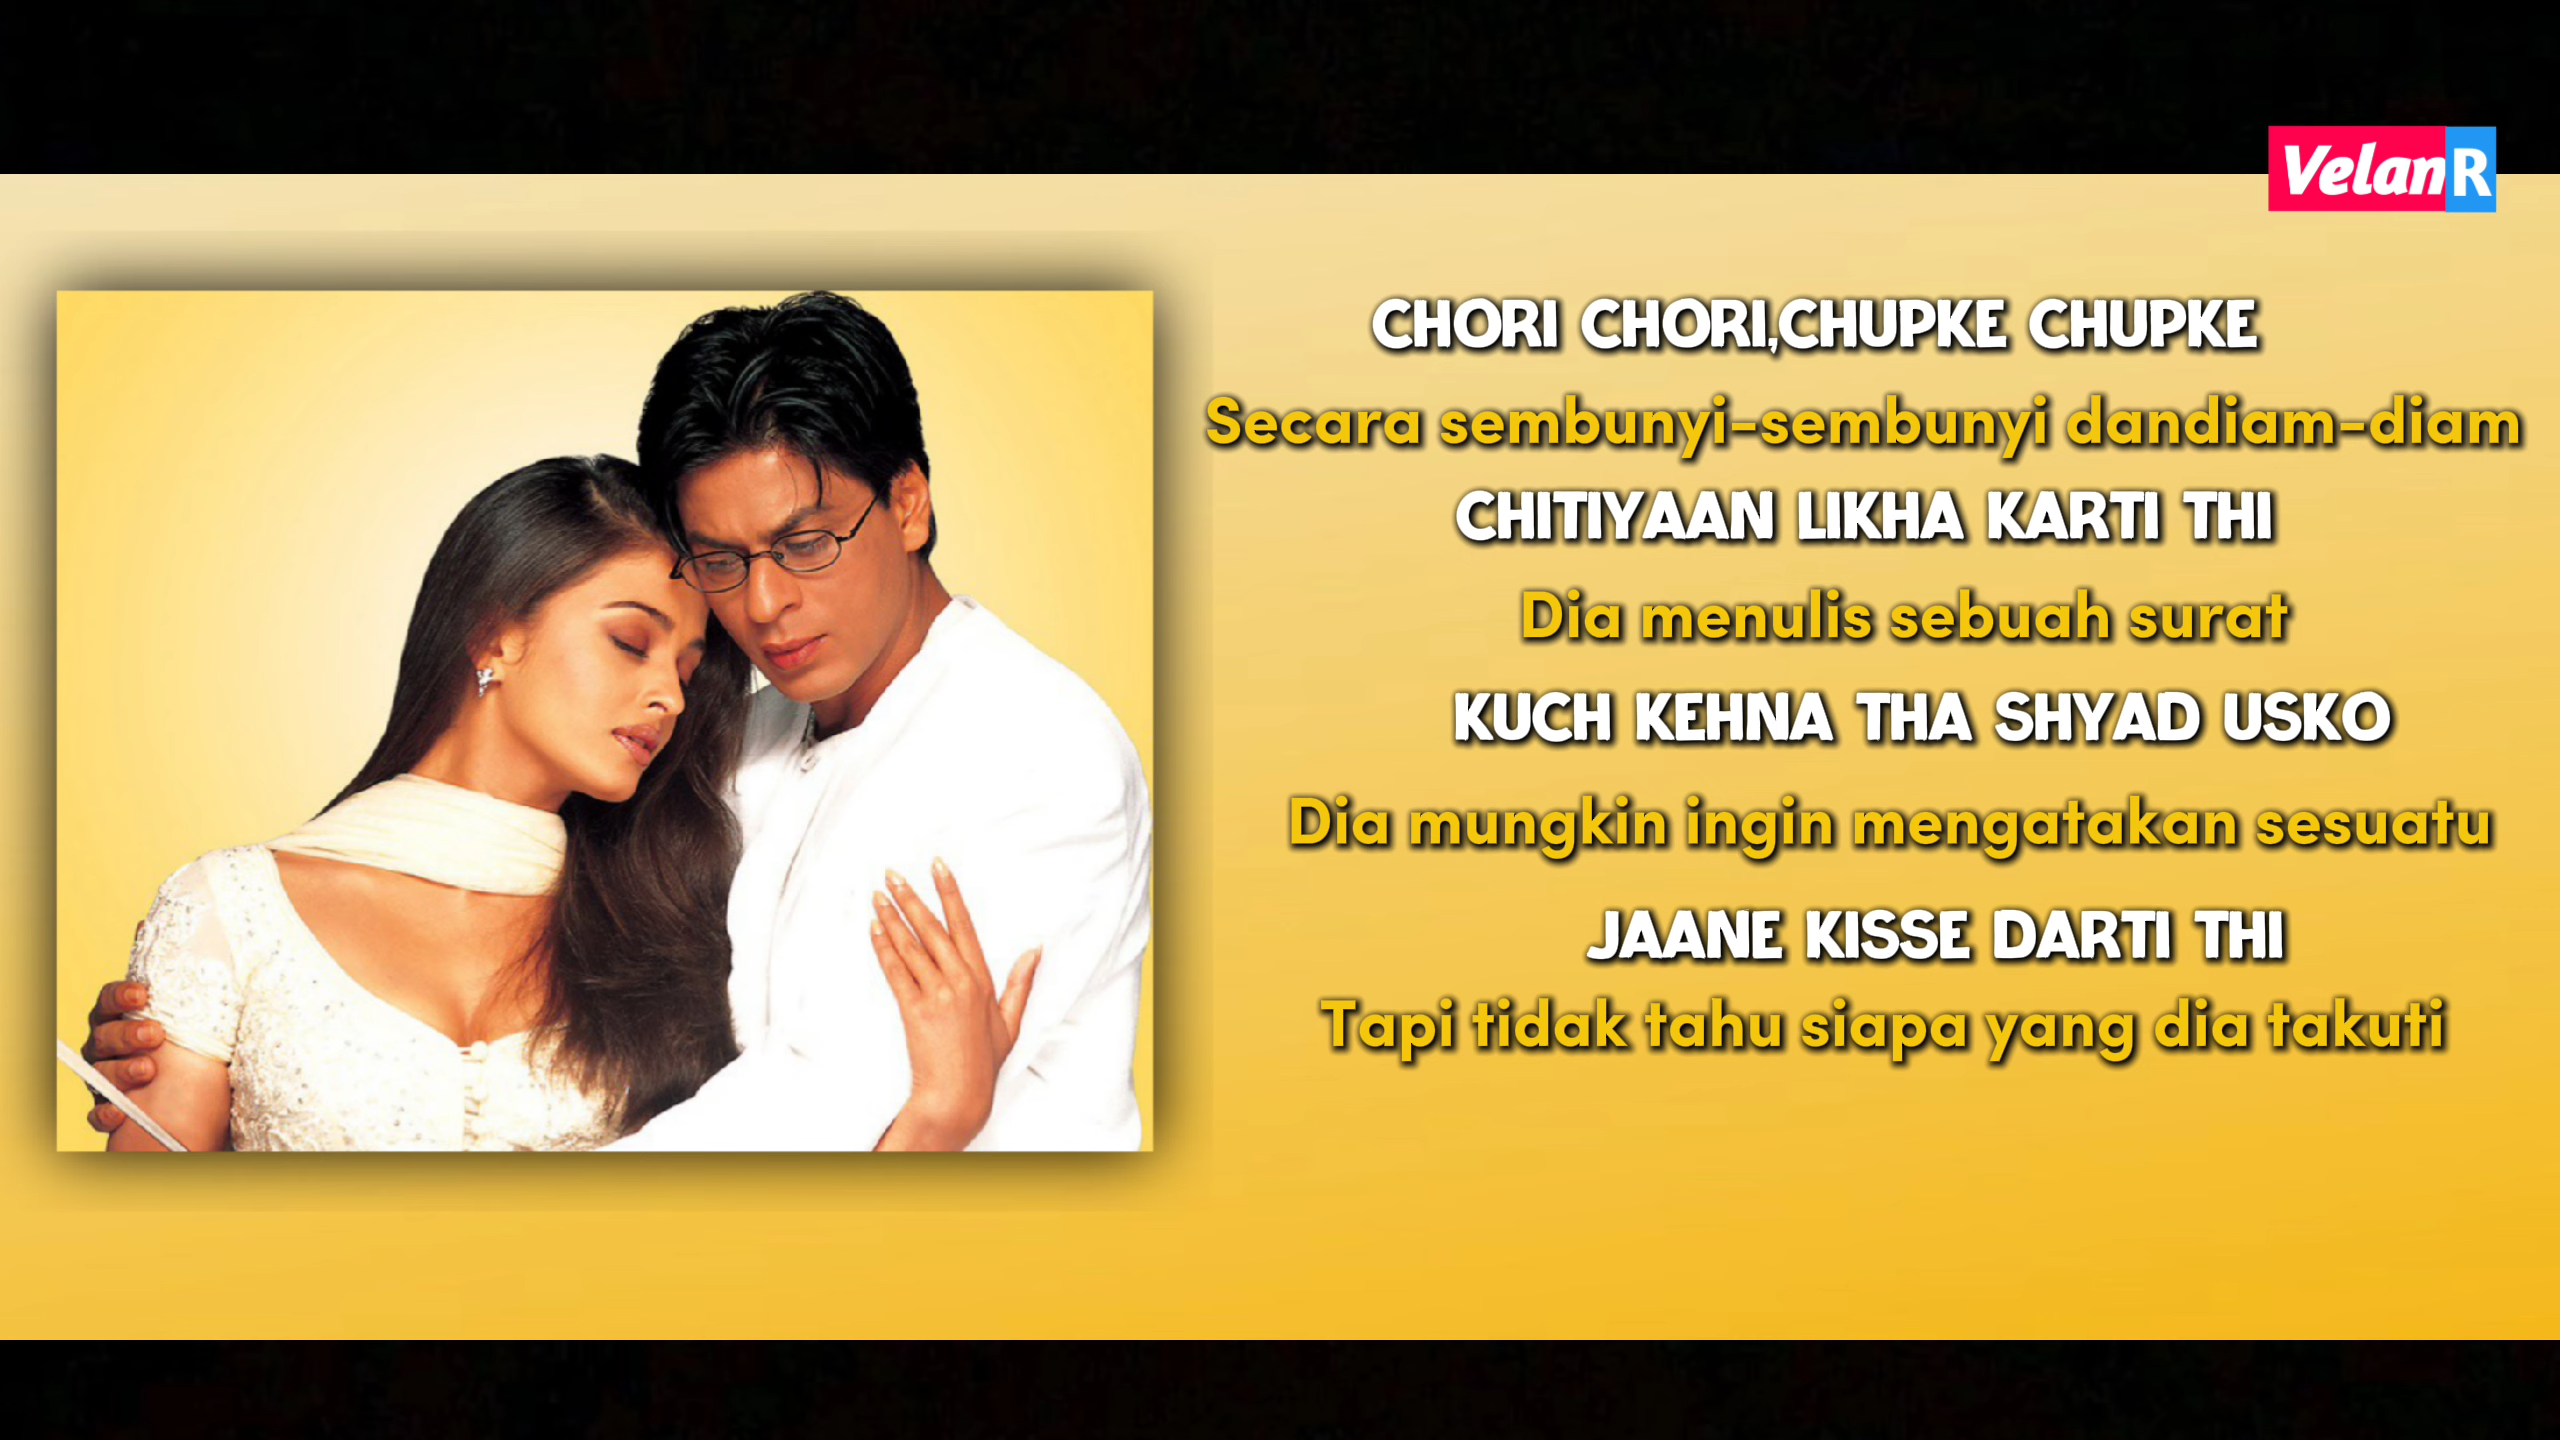 VelanR
CHORI CHORI,CHUPKE CHUPKE
Secara sembunyi-sembunyi dandiam-diam
CHITIYAAN LIKHA KARTI THI
Dia menulis sebuah surat
KUCH KEHNA THA SHYAD USKO
Dia mungkin ingin mengatakan sesuatu
JAANE KISSE DARTI THI
Tapi tidak tahu siapa yang dia takuti